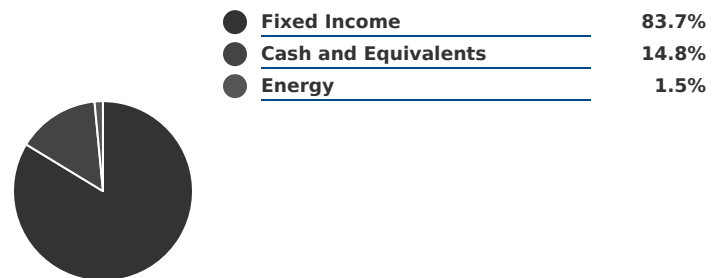 Fixed Income 83.7%
Cash and Equivalents 14.8%
Energy 1.5%